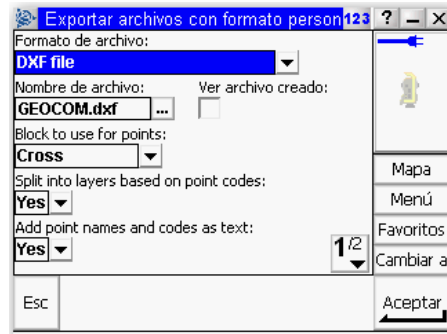 Exportar archivos con formato person 123 ? – X
Formato de archivo:
DXF file
Nombre de archivo: Ver archivo creado:
GEOCOM.dxf ...
Block to use for points:
Cross
Split into layers based on point codes:
Yes
Add point names and codes as text:
Yes
1/2
Mapa
Menú
Favoritos
Cambiar a
Esc
Aceptar